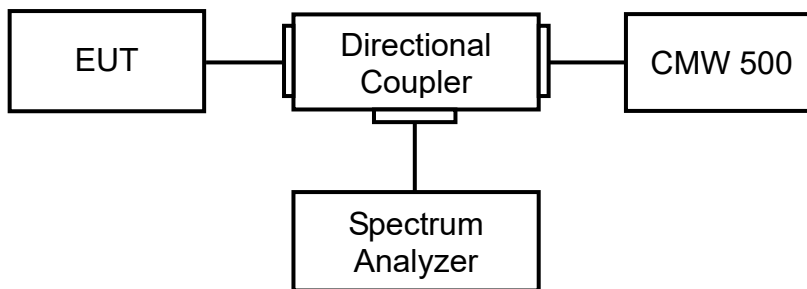 EUT
Directional
Coupler
CMW 500
Spectrum
Analyzer